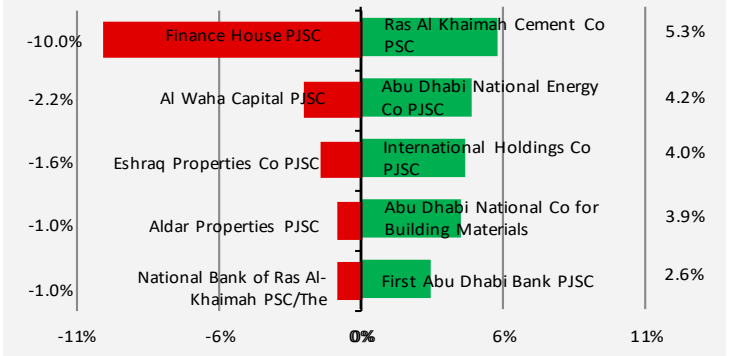 -10.0%
Finance House PJSC
Ras Al Khaimah Cement Co
PSC
5.3%
-2.2%
Al Waha Capital PJSC
Abu Dhabi National Energy
Co PJSC
4.2%
-1.6%
Eshraq Properties Co PJSC
International Holdings Co
PJSC
4.0%
-1.0%
Aldar Properties PJSC
Abu Dhabi National Co for
Building Materials
3.9%
-1.0%
National Bank of Ras Al-
Khaimah PSC/The
First Abu Dhabi Bank PJSC
2.6%
-11%
-6%
0%
6%
11%